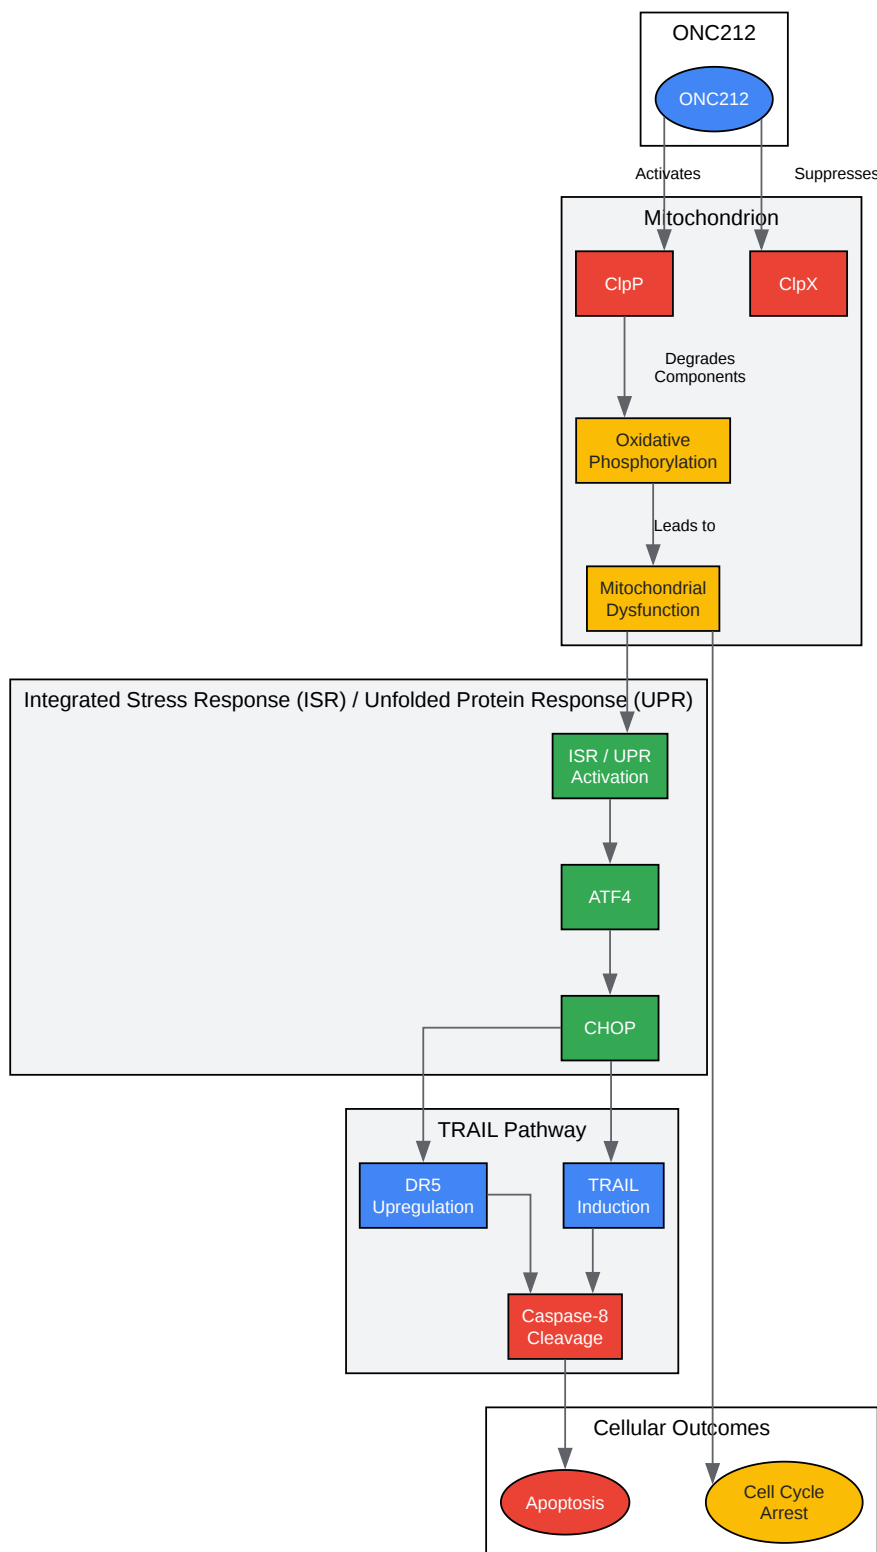 ONC212
ONC212
Activates
Suppresses
Mitochondrion
ClpP
ClpX
Degrades
Components
Oxidative
Phosphorylation
Leads to
Mitochondrial
Dysfunction
Integrated Stress Response (ISR) / Unfolded Protein Response (UPR)
ISR / UPR
Activation
ATF4
CHOP
TRAIL Pathway
DR5
Upregulation
TRAIL
Induction
Caspase-8
Cleavage
Cellular Outcomes
Apoptosis
Cell Cycle
Arrest